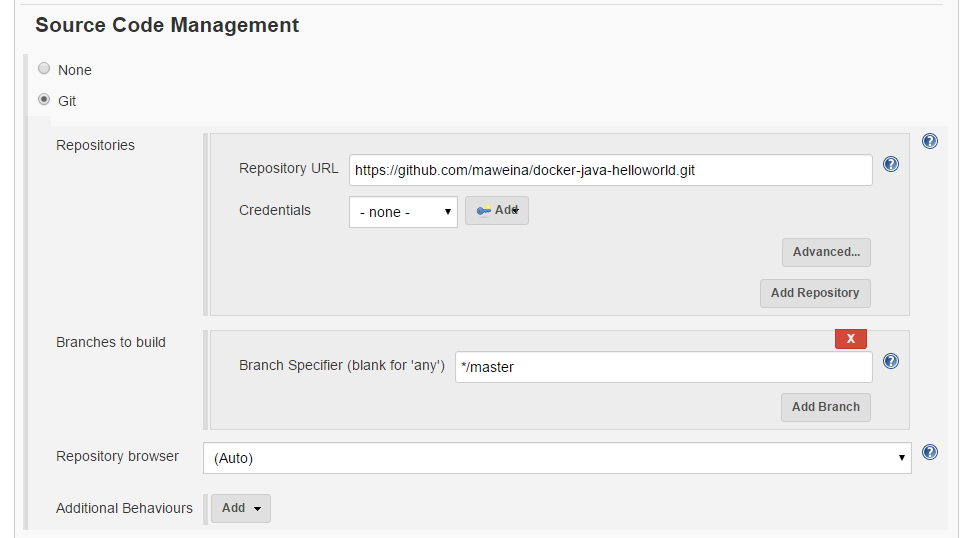 Source Code Management
None
Git
Repositories
Repository URL https://github.com/maweina/docker-java-helloworld.git
Credentials - none - Add
Advanced...
Add Repository
Branches to build
X
Branch Specifier (blank for 'any') */master
Add Branch
Repository browser (Auto)
Additional Behaviours Add